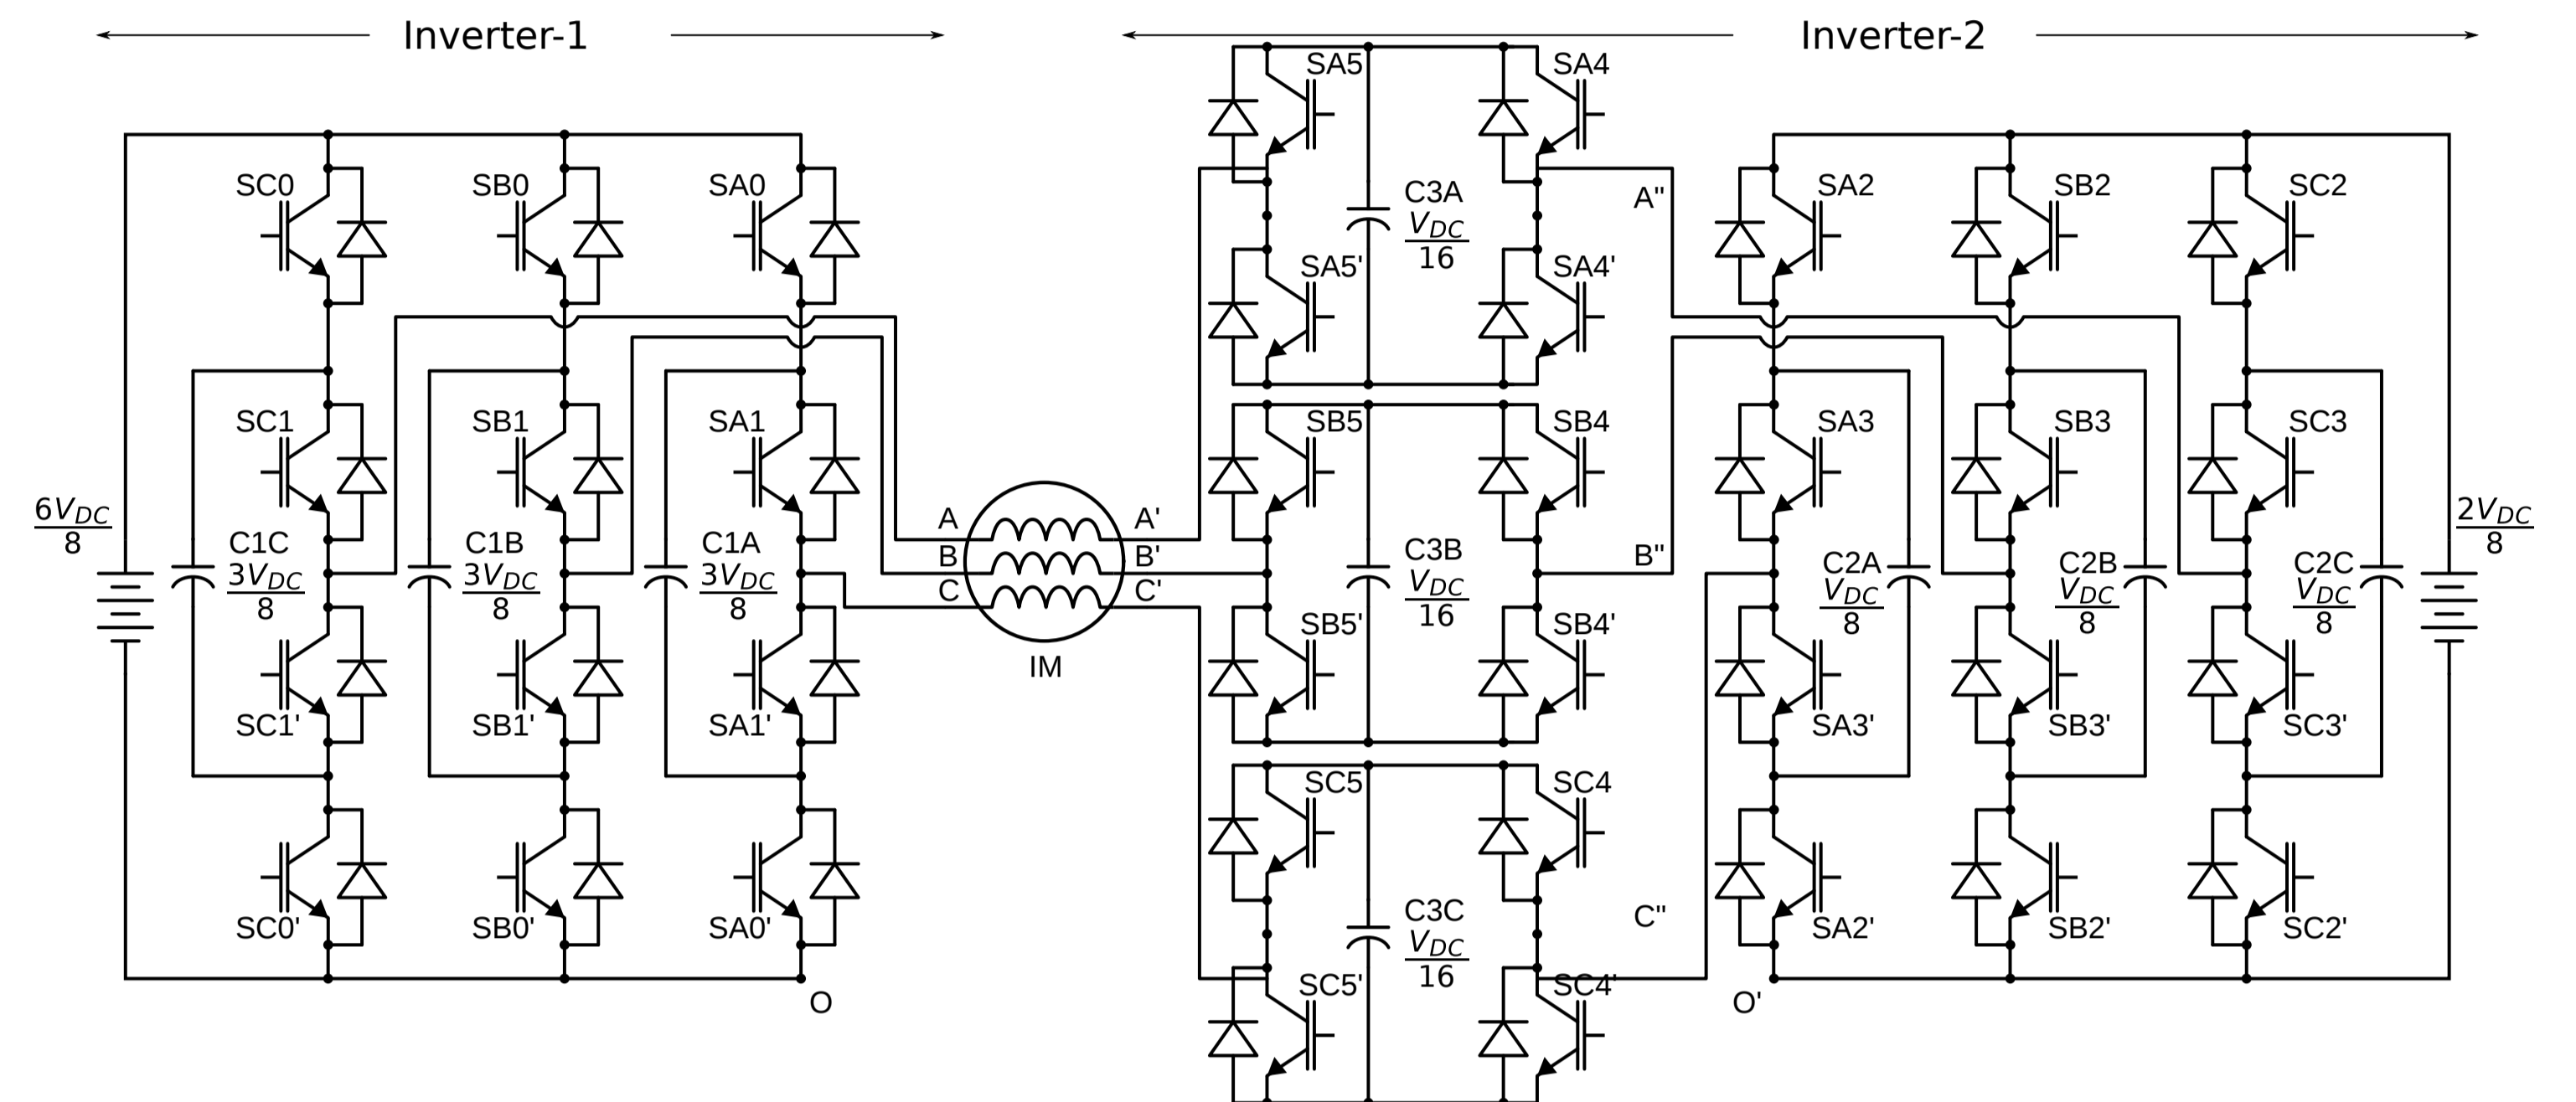 Inverter-1
Inverter-2
SA5
SA4
SC0
SB0
SA0
C3A
V_DC
16
A"
SA2
SB2
SC2
SA5'
SA4'
SC1
SB1
SA1
SB5
SB4
SA3
SB3
SC3
6V_DC
8
C1C
3V_DC
8
C1B
3V_DC
8
C1A
3V_DC
8
A
B
C
A'
B'
C'
IM
C3B
V_DC
16
B"
C2A
V_DC
8
C2B
V_DC
8
C2C
V_DC
8
2V_DC
8
SB5'
SB4'
SC1'
SB1'
SA1'
SA3'
SB3'
SC3'
SC5
SC4
SC0'
SB0'
SA0'
C3C
V_DC
16
C"
SA2'
SB2'
SC2'
SC5'
SC4'
O
O'